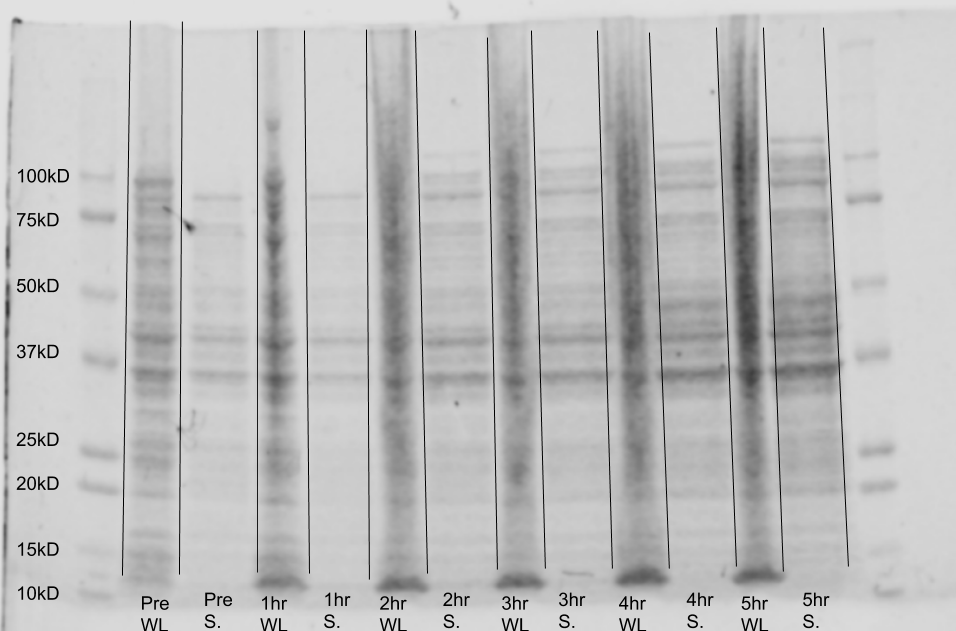 100kD
75kD
50kD
37kD
25kD
20kD
15kD
10kD
Pre WL
Pre S.
1hr WL
1hr S.
2hr WL
2hr S.
3hr WL
3hr S.
4hr WL
4hr S.
5hr WL
5hr S.